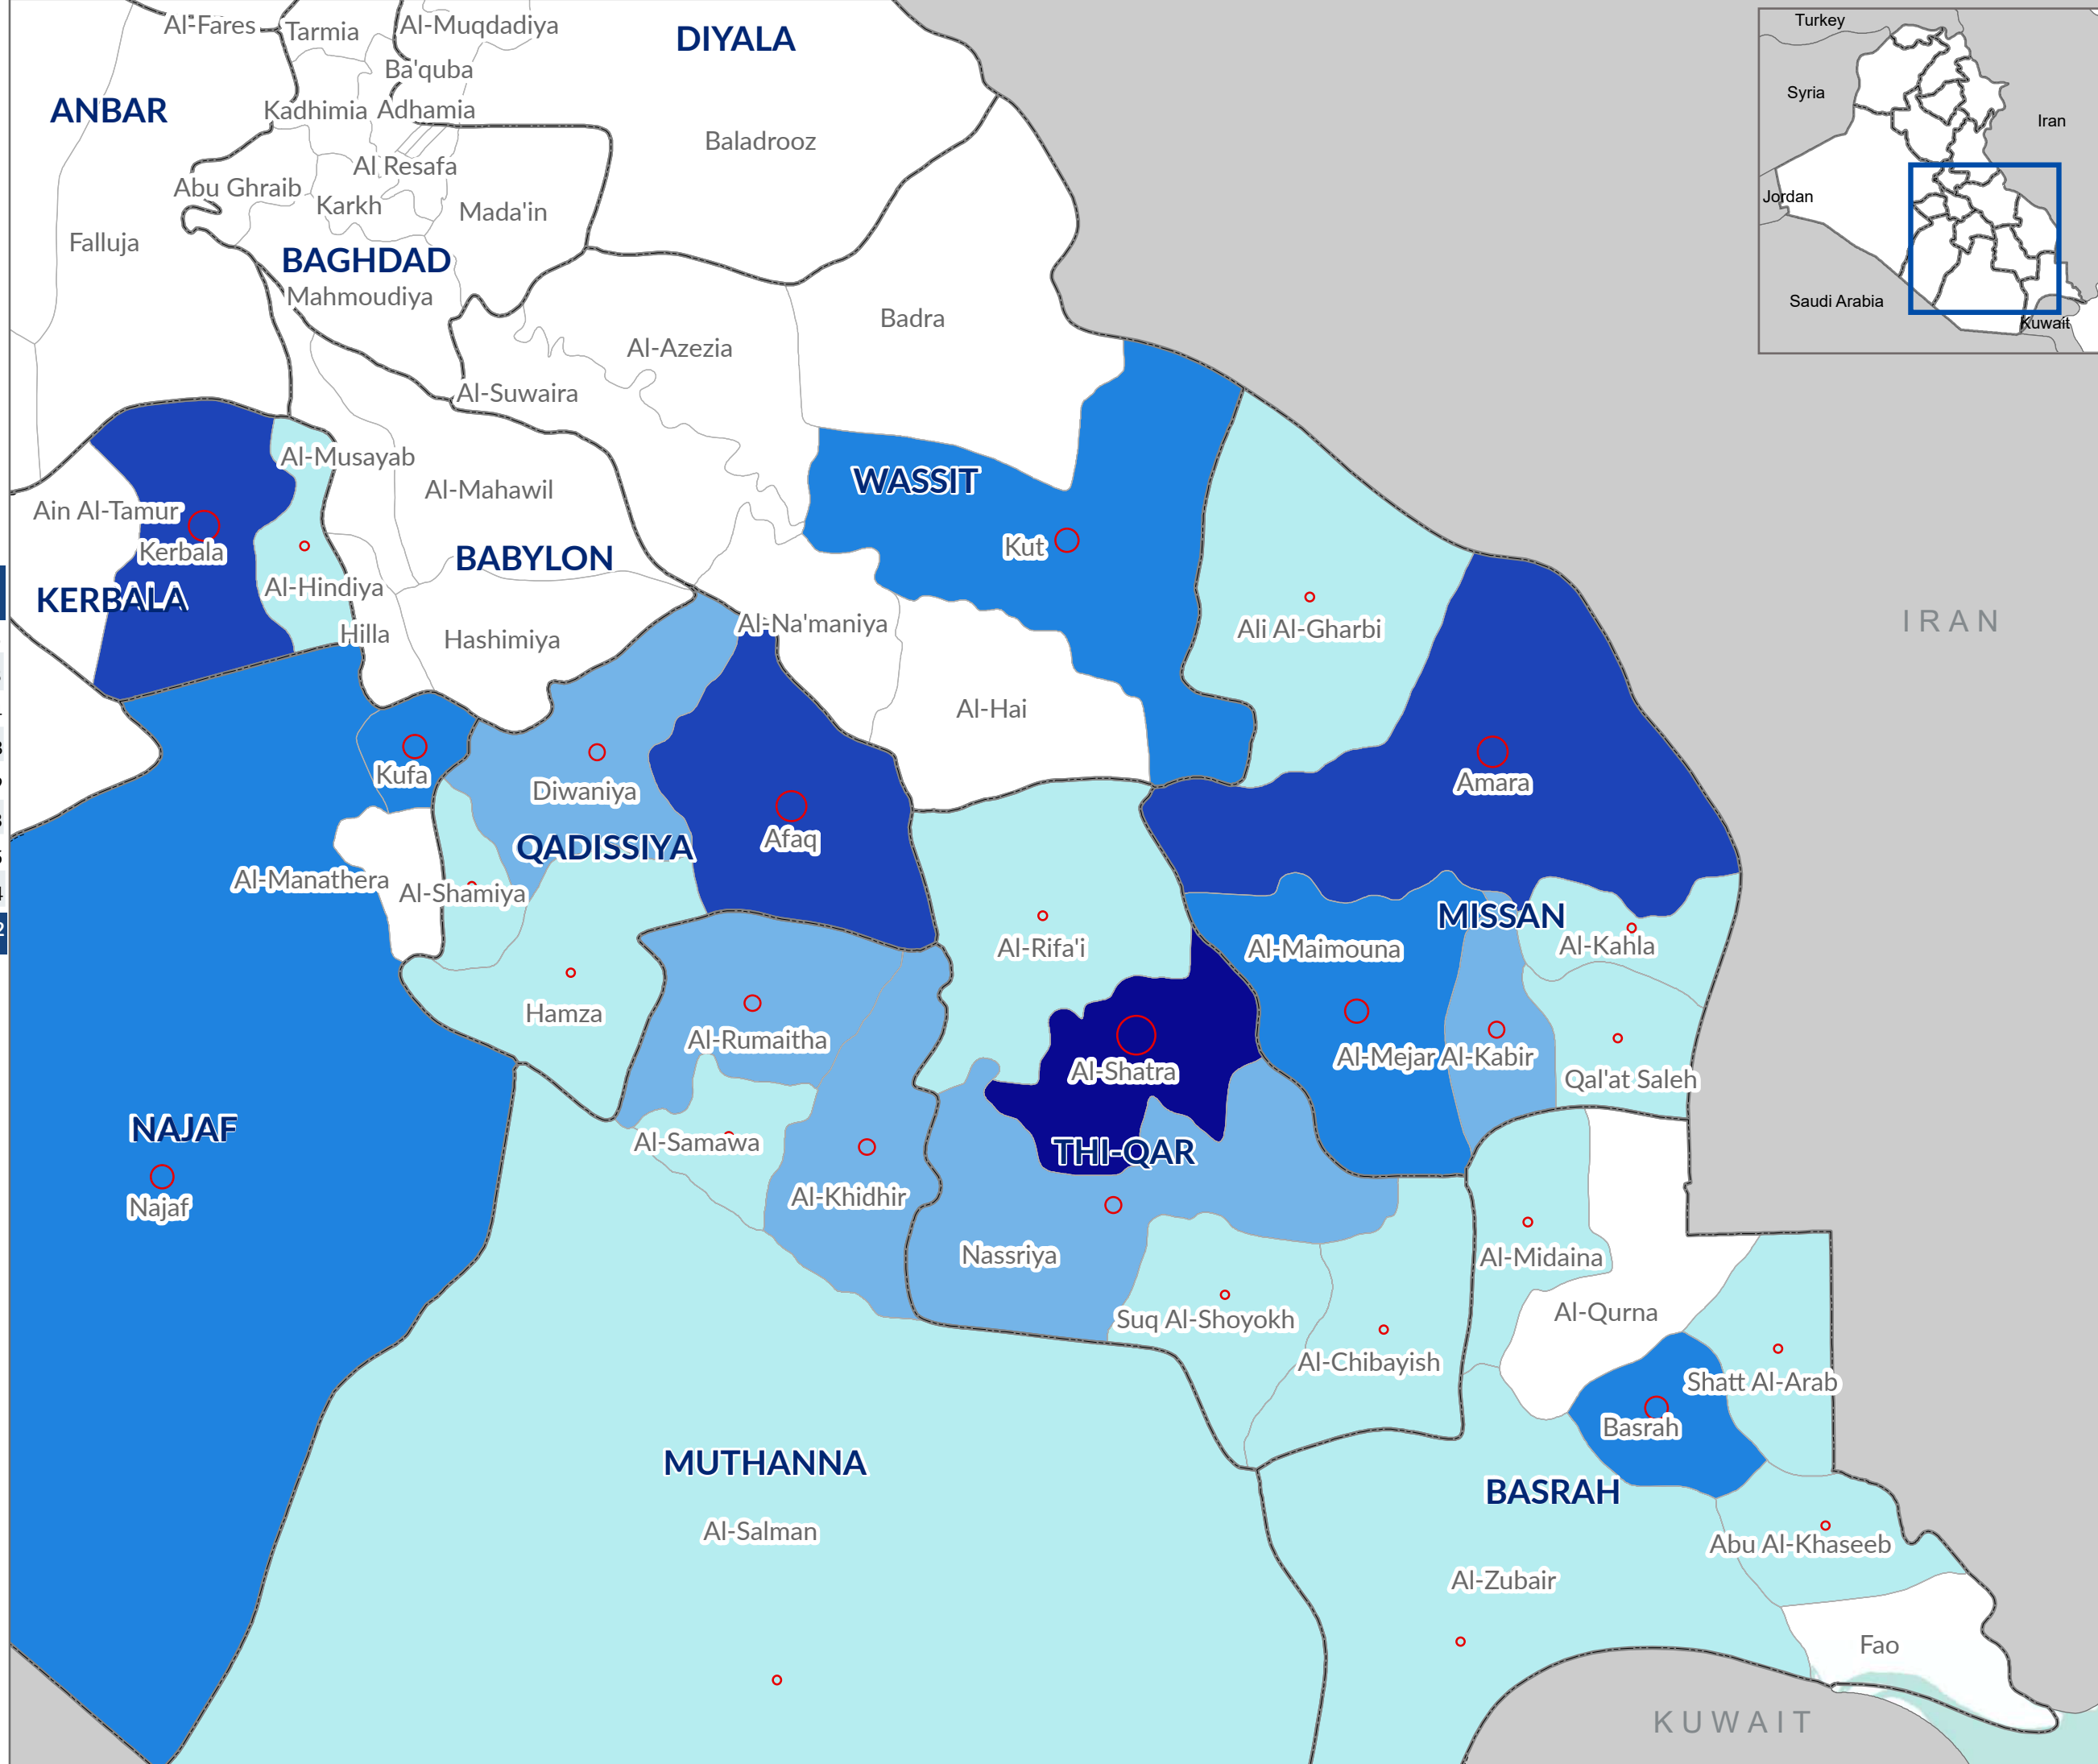 Al-Fares
Tarmia
Al-Muqdadiya
DIYALA
Turkey
Ba'quba
ANBAR
Kadhimia
Adhamia
Syria
Iran
Baladrooz
Al Resafa
Abu Ghraib
Karkh
Mada'in
Jordan
Falluja
BAGHDAD
Mahmoudiya
Saudi Arabia
Kuwait
Badra
Al-Azezia
Al-Suwaira
Al-Musayab
Al-Mahawil
WASSIT
Ain Al-Tamur
Kerbala
Kut
BABYLON
Al-Hindiya
KERBALA
Al-Na'maniya
Ali Al-Gharbi
IRAN
Hilla
Hashimiya
Al-Hai
Kufa
Diwaniya
Amara
Afaq
QADISSIYA
Al-Manathera
Al-Shamiya
MISSAN
Al-Rifa'i
Al-Maimouna
Al-Kahla
Hamza
Al-Rumaitha
Al-Shatra
Al-Mejar Al-Kabir
Qal'at Saleh
NAJAF
Al-Samawa
THI-QAR
Najaf
Al-Khidhir
Nassriya
Al-Midaina
Suq Al-Shoyokh
Al-Qurna
Al-Chibayish
Shatt Al-Arab
Basrah
MUTHANNA
BASRAH
Al-Salman
Abu Al-Khaseeb
Al-Zubair
Fao
KUWAIT